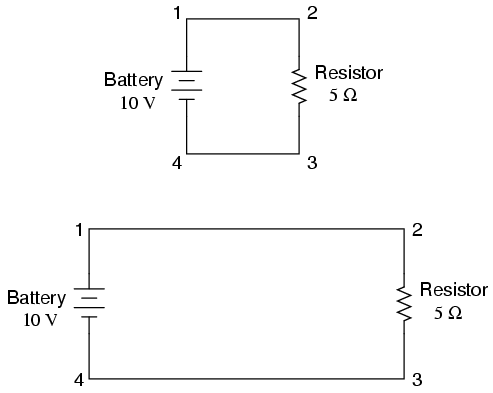 1 2
Battery
10 V
Resistor
5 Ω
4 3
1 2
Battery
10 V
Resistor
5 Ω
4 3